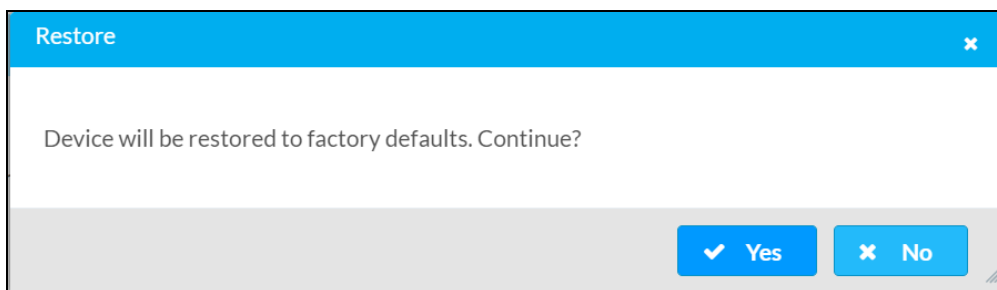 Restore
Device will be restored to factory defaults. Continue?
Yes No